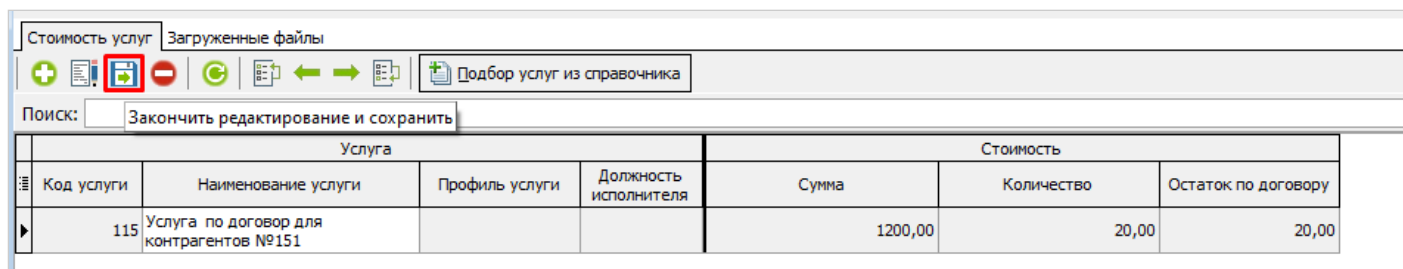 Стоимость услуг Загруженные файлы
Подбор услуг из справочника
Поиск:
Закончить редактирование и сохранить
Услуга Стоимость
Код услуги Наименование услуги Профиль услуги Должность исполнителя Сумма Количество Остаток по договору
115 Услуга по договор для 1200,00 20,00 20,00
контрагентов №151